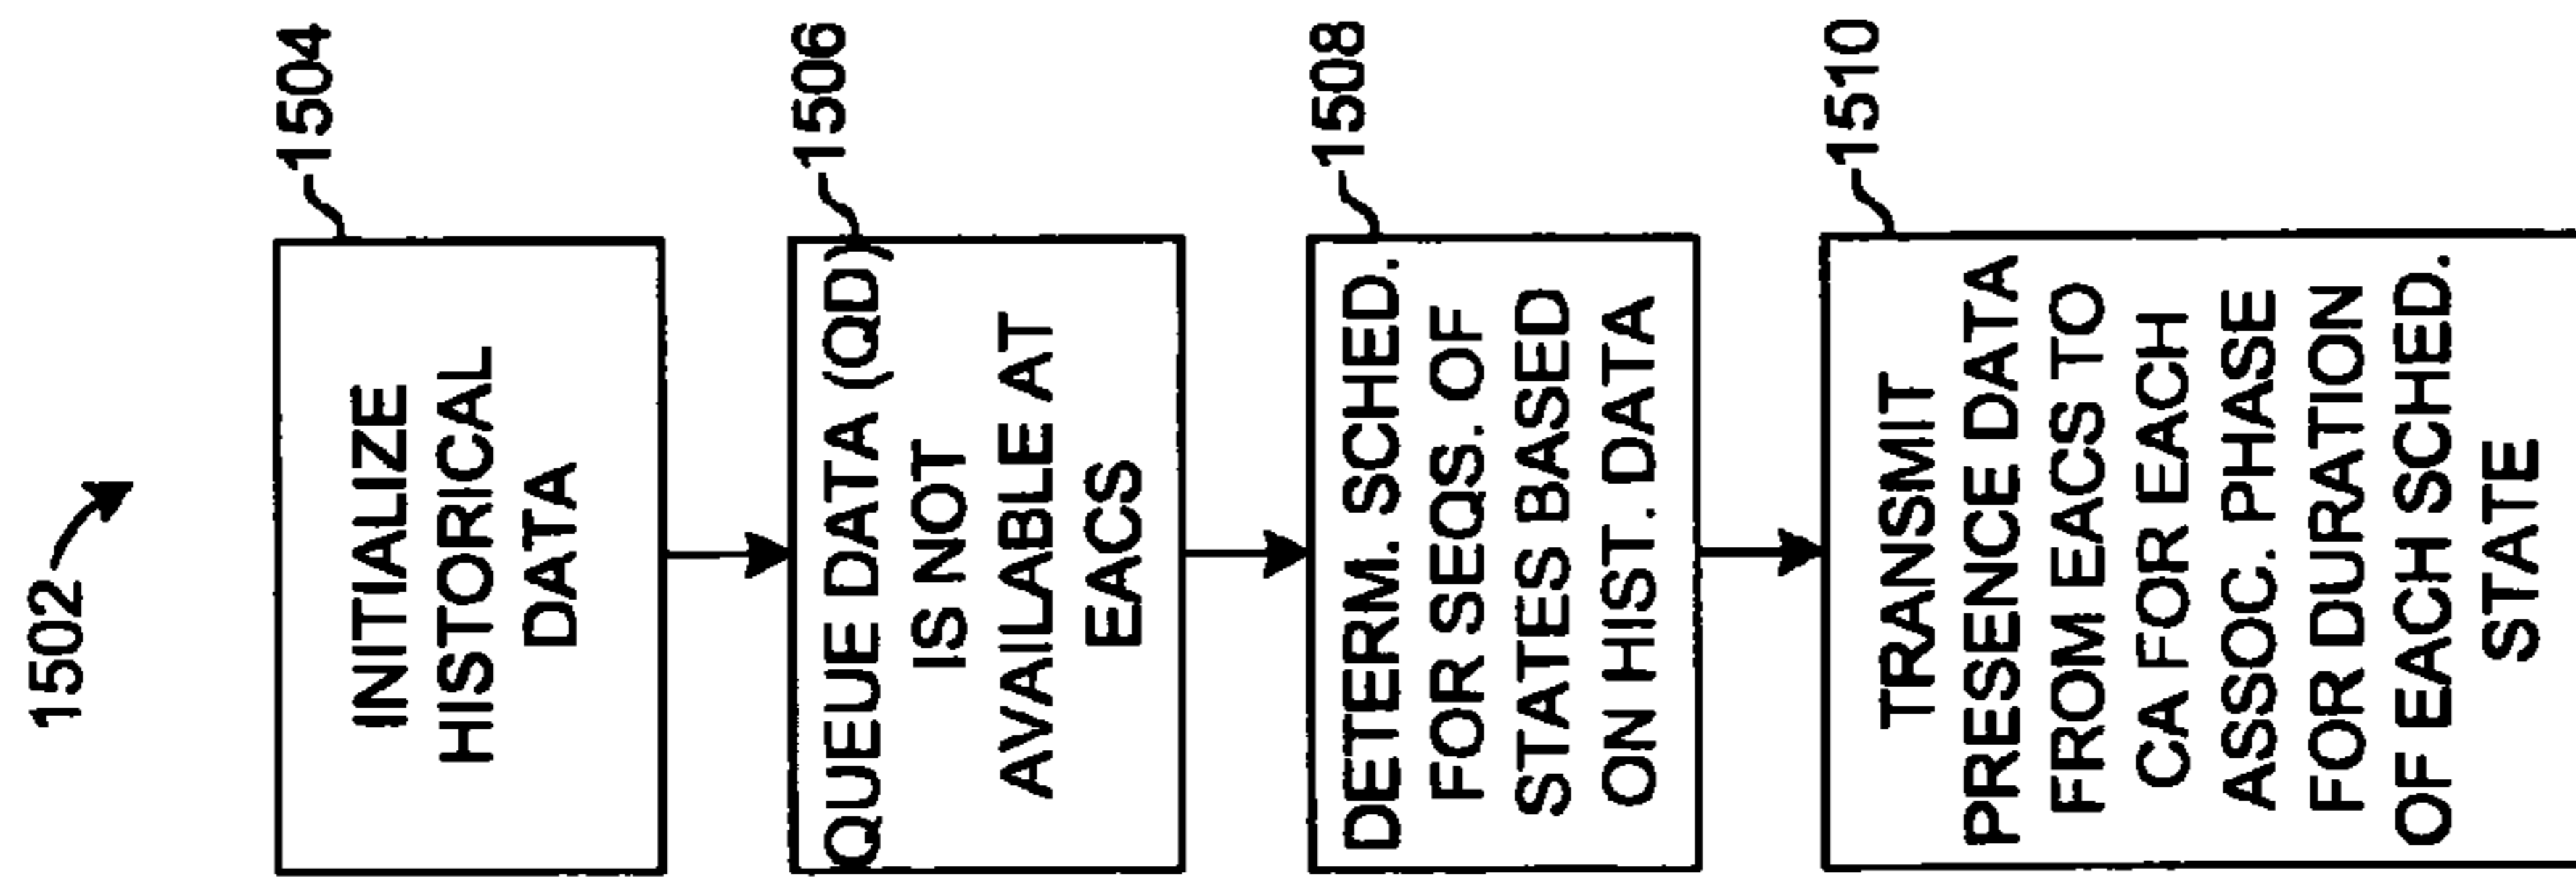 1502
1504
INITIALIZE
HISTORICAL
DATA
1506
QUEUE DATA (QD)
IS NOT
AVAILABLE AT
EACS
1508
DETERM. SCHED.
FOR SEQS. OF
STATES BASED
ON HIST. DATA
1510
TRANSMIT
PRESENCE DATA
FROM EACS TO
CA FOR EACH
ASSOC. PHASE
FOR DURATION
OF EACH SCHED.
STATE